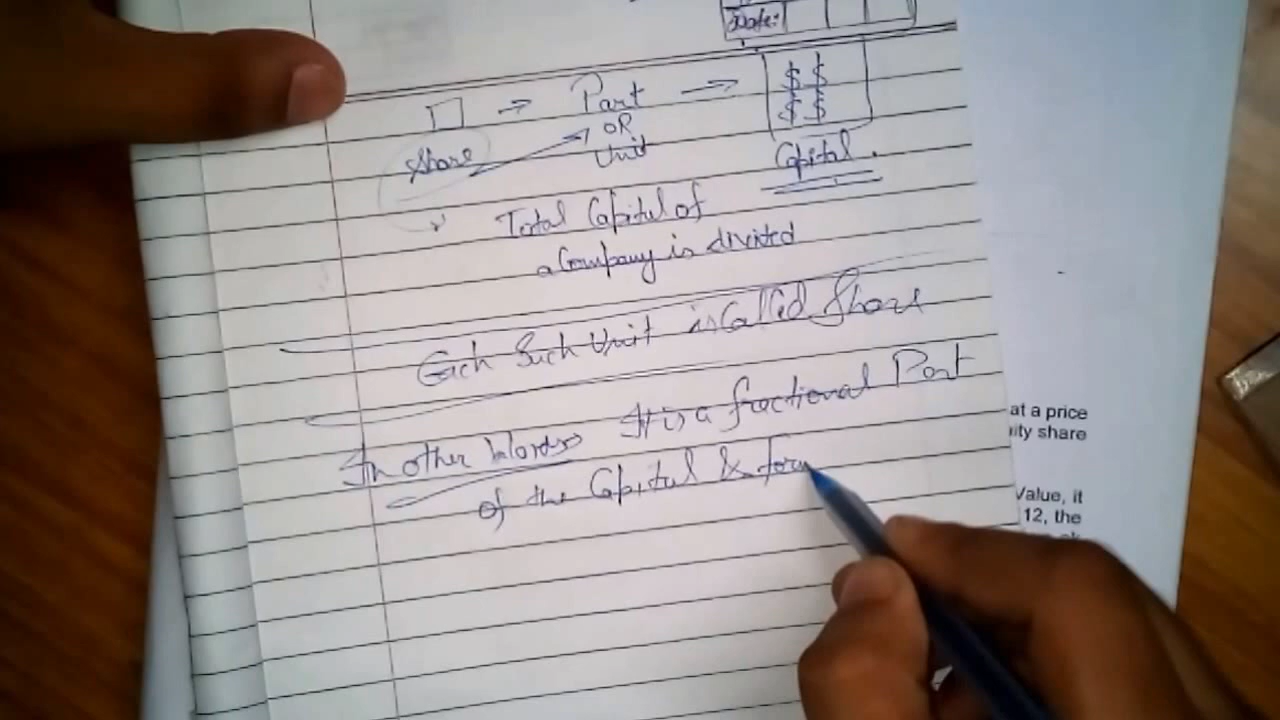 Date:
→ Part →
$ $
$ $
OR
Share
Unit
Capital.
Total Capital of
a Company is divided
Each Such Unit is Called Share
In other Words It is a fractional Part
of the Capital & form
at a price
ity share
Value, it
12, the